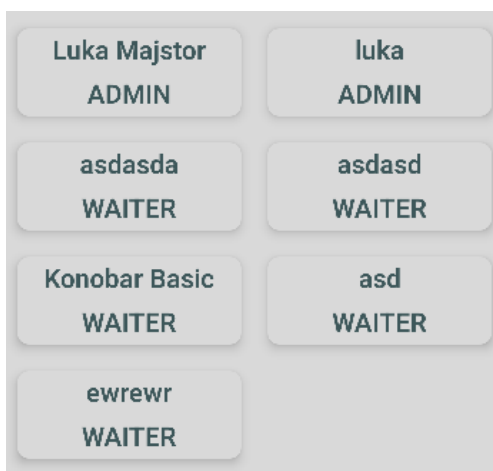 Luka Majstor
ADMIN
luka
ADMIN
asdasda
WAITER
asdasd
WAITER
Konobar Basic
WAITER
asd
WAITER
ewrewr
WAITER